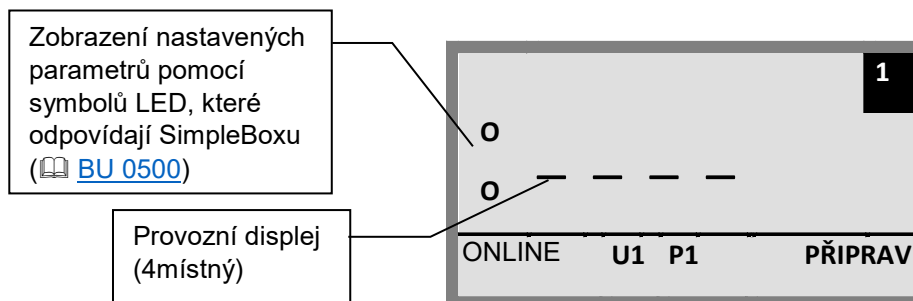 Zobrazení nastavených
parametrů pomocí
symbolů LED, které
odpovídají SimpleBoxu
(📖 BU 0500)
Provozní displej
(4místný)
1
O
O
_ _ _ _
ONLINE U1 P1 PŘIPRAV